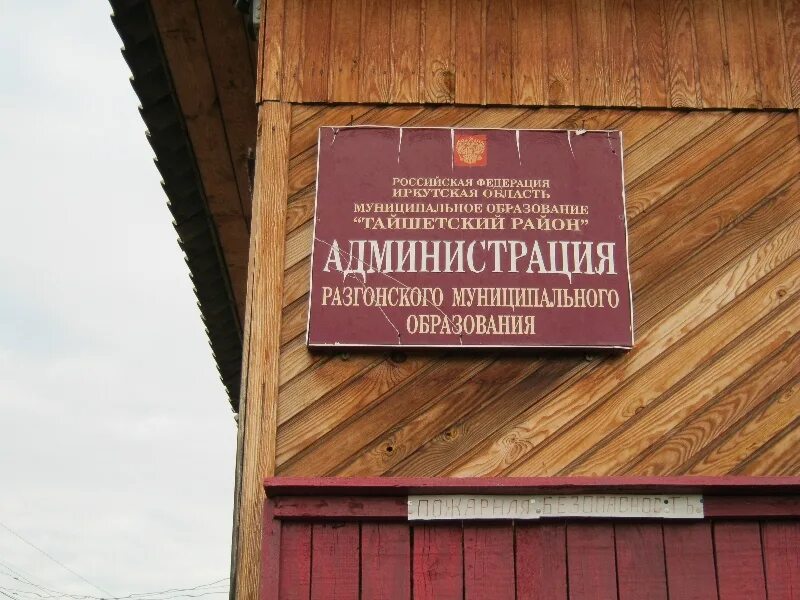 РОССИЙСКАЯ ФЕДЕРАЦИЯ
ИРКУТСКАЯ ОБЛАСТЬ
МУНИЦИПАЛЬНОЕ ОБРАЗОВАНИЕ
"ТАЙШЕТСКИЙ РАЙОН"
АДМИНИСТРАЦИЯ
РАЗГОНСКОГО МУНИЦИПАЛЬНОГО
ОБРАЗОВАНИЯ
ПОЖАРНАЯ БЕЗОПАСНОСТЬ